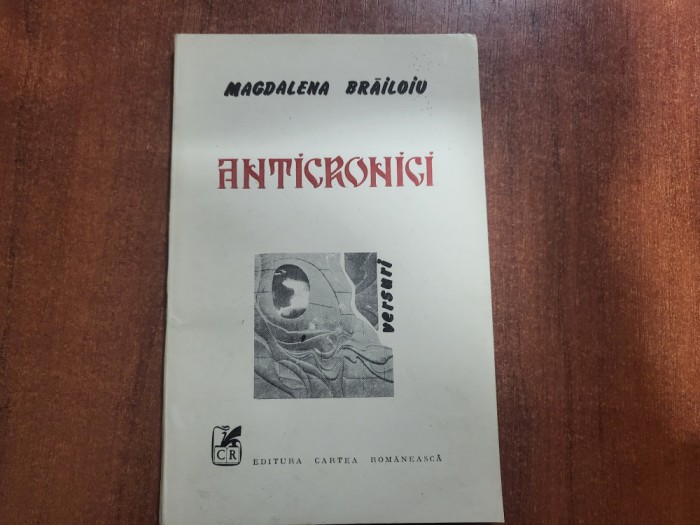 MAGDALENA BRĂILOIU
ANTICRONICI
versuri
CR
EDITURA CARTEA ROMÂNEASCĂ